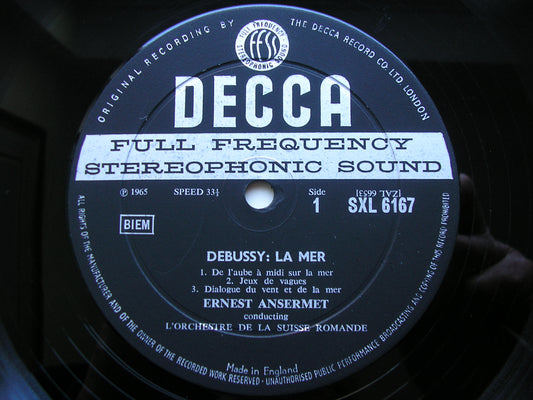 ORIGINAL RECORDING BY THE DECCA RECORD CO. LTD. LONDON
FULL FREQUENCY STEREOPHONIC SOUND
FFSS
DECCA
FULL FREQUENCY
STEREOPHONIC SOUND
Ⓟ 1965 SPEED 33⅓ Side [ZAL 6653]
1 SXL 6167
BIEM
DEBUSSY: LA MER
1. De l'aube à midi sur la mer
2. Jeux de vagues
3. Dialogue du vent et de la mer
ERNEST ANSERMET
conducting
L'ORCHESTRE DE LA SUISSE ROMANDE
Made in England
ALL RIGHTS OF THE MANUFACTURER AND OF THE OWNER OF THE RECORDED WORK RESERVED · UNAUTHORISED PUBLIC PERFORMANCE BROADCASTING AND COPYING OF THIS RECORD PROHIBITED